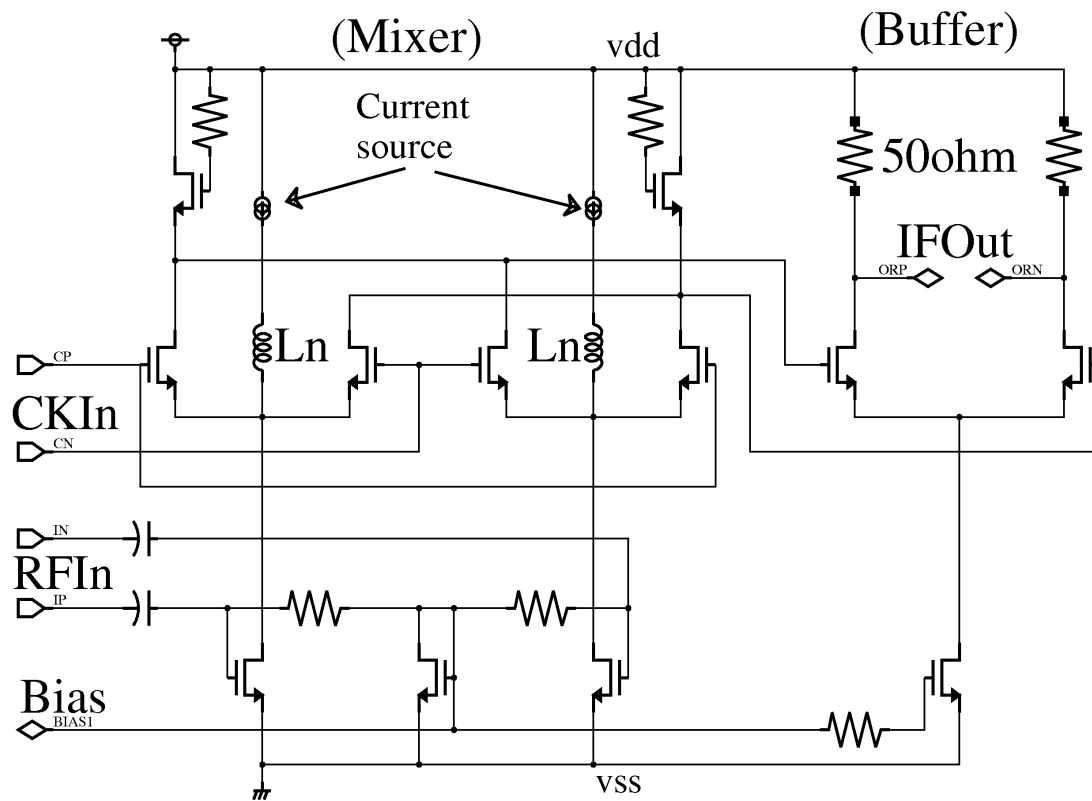 (Mixer)
vdd
(Buffer)
Current
source
50ohm
IFOut
ORP
ORN
Ln
Ln
CP
CKIn
CN
IN
RFIn
IP
Bias
BIAS1
vss